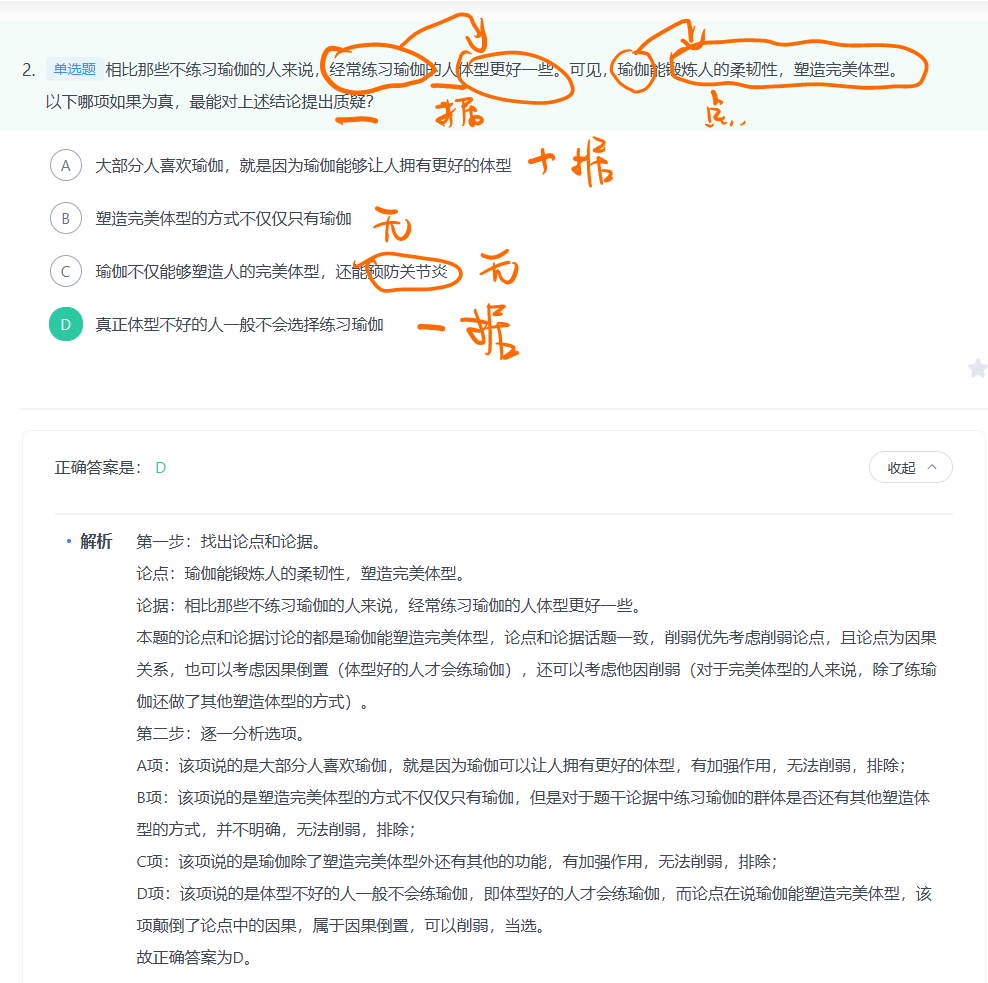 2. 单选题 相比那些不练习瑜伽的人来说，经常练习瑜伽的人体型更好一些。可见，瑜伽能锻炼人的柔韧性，塑造完美体型。
以下哪项如果为真，最能对上述结论提出质疑？
一 据 点..
A 大部分人喜欢瑜伽，就是因为瑜伽能够让人拥有更好的体型 + 据
B 塑造完美体型的方式不仅仅只有瑜伽 无
C 瑜伽不仅能够塑造人的完美体型，还能预防关节炎 无
D 真正体型不好的人一般不会选择练习瑜伽 一 据
正确答案是： D 收起
• 解析 第一步：找出论点和论据。
论点：瑜伽能锻炼人的柔韧性，塑造完美体型。
论据：相比那些不练习瑜伽的人来说，经常练习瑜伽的人体型更好一些。
本题的论点和论据讨论的都是瑜伽能塑造完美体型，论点和论据话题一致，削弱优先考虑削弱论点，且论点为因果
关系，也可以考虑因果倒置（体型好的人才会练瑜伽），还可以考虑他因削弱（对于完美体型的人来说，除了练瑜
伽还做了其他塑造体型的方式）。
第二步：逐一分析选项。
A项：该项说的是大部分人喜欢瑜伽，就是因为瑜伽可以让人拥有更好的体型，有加强作用，无法削弱，排除；
B项：该项说的是塑造完美体型的方式不仅仅只有瑜伽，但是对于题干论据中练习瑜伽的群体是否还有其他塑造体
型的方式，并不明确，无法削弱，排除；
C项：该项说的是瑜伽除了塑造完美体型外还有其他的功能，有加强作用，无法削弱，排除；
D项：该项说的是体型不好的人一般不会练瑜伽，即体型好的人才会练瑜伽，而论点在说瑜伽能塑造完美体型，该
项颠倒了论点中的因果，属于因果倒置，可以削弱，当选。
故正确答案为D。